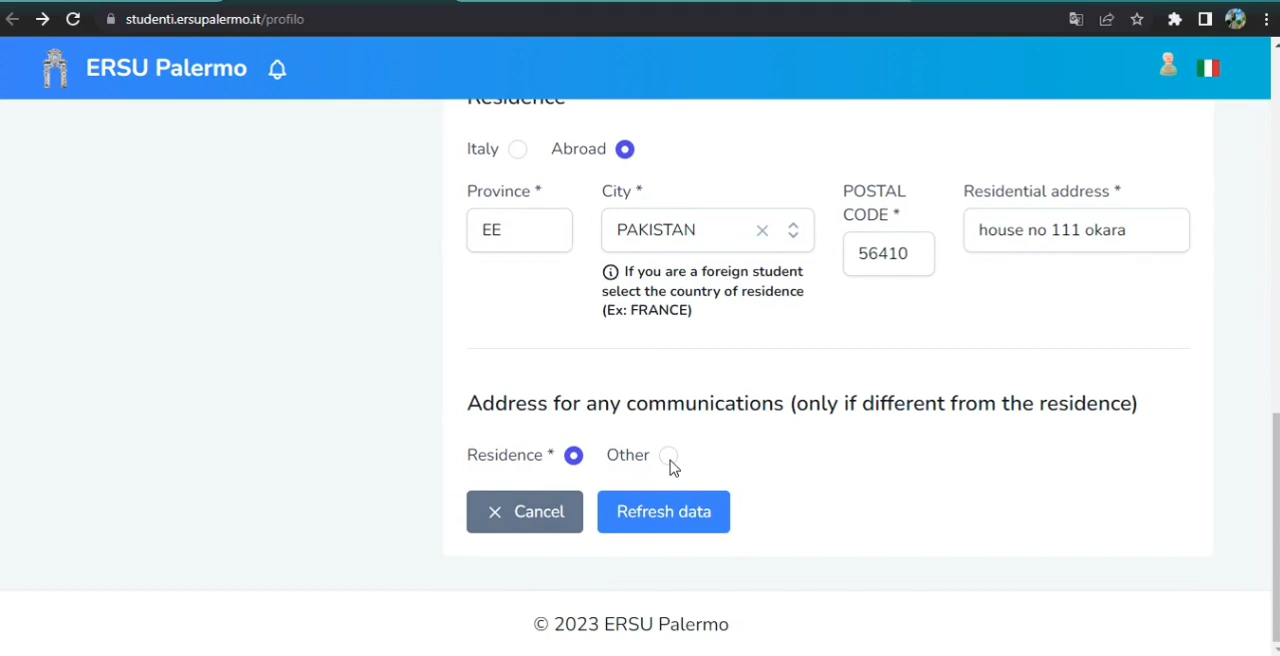 studenti.ersupalermo.it/profilo
ERSU Palermo
Residence
Italy Abroad
Province * City * POSTAL CODE * Residential address *
EE PAKISTAN 56410 house no 111 okara
If you are a foreign student
select the country of residence
(Ex: FRANCE)
Address for any communications (only if different from the residence)
Residence * Other
Cancel Refresh data
© 2023 ERSU Palermo